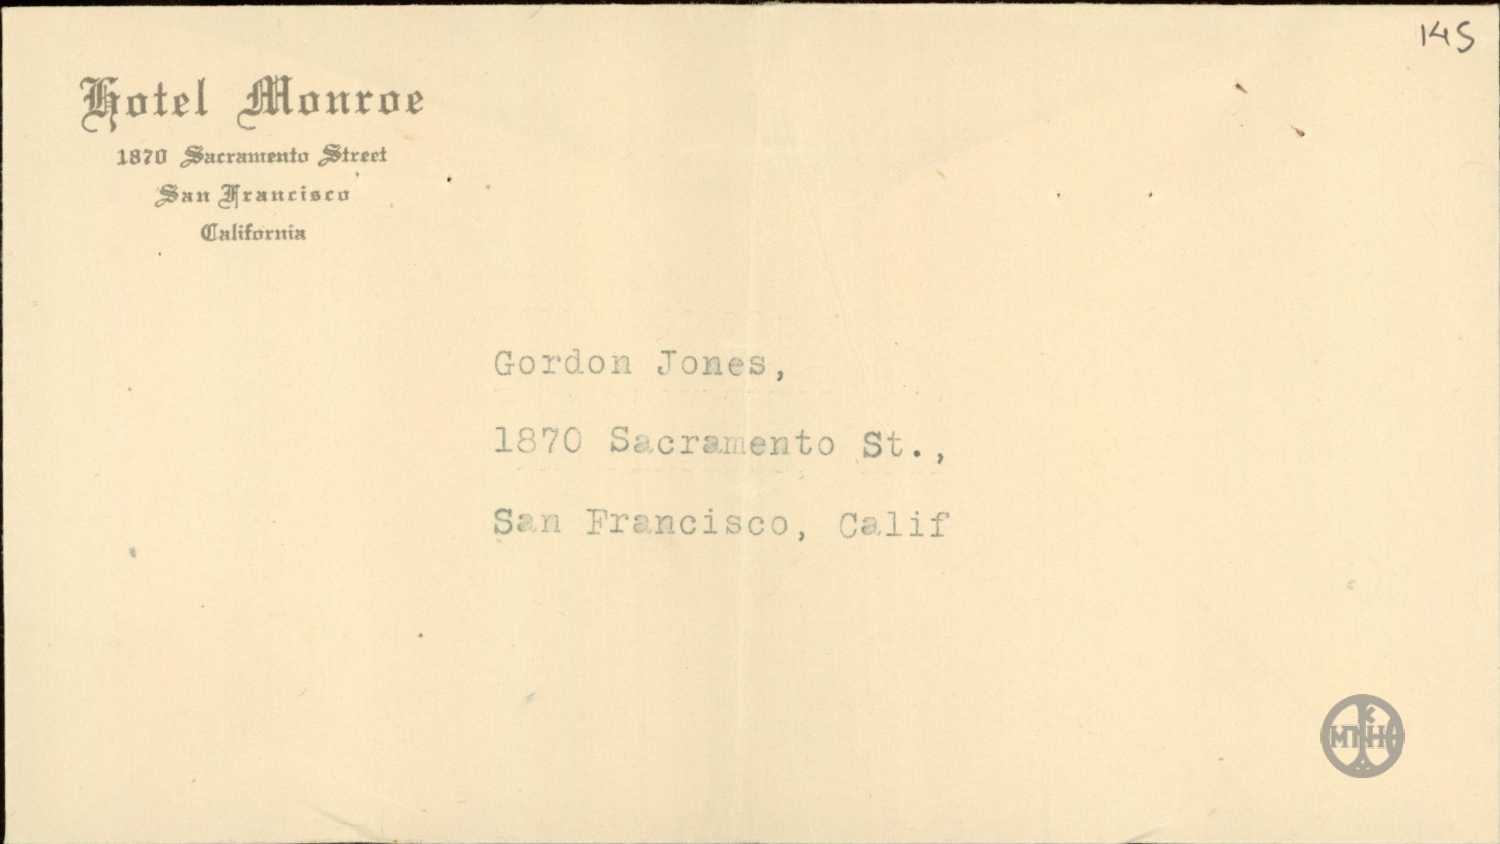 145
Hotel Monroe
1870 Sacramento Street
San Francisco
California
Gordon Jones,
1870 Sacramento St.,
San Francisco, Calif